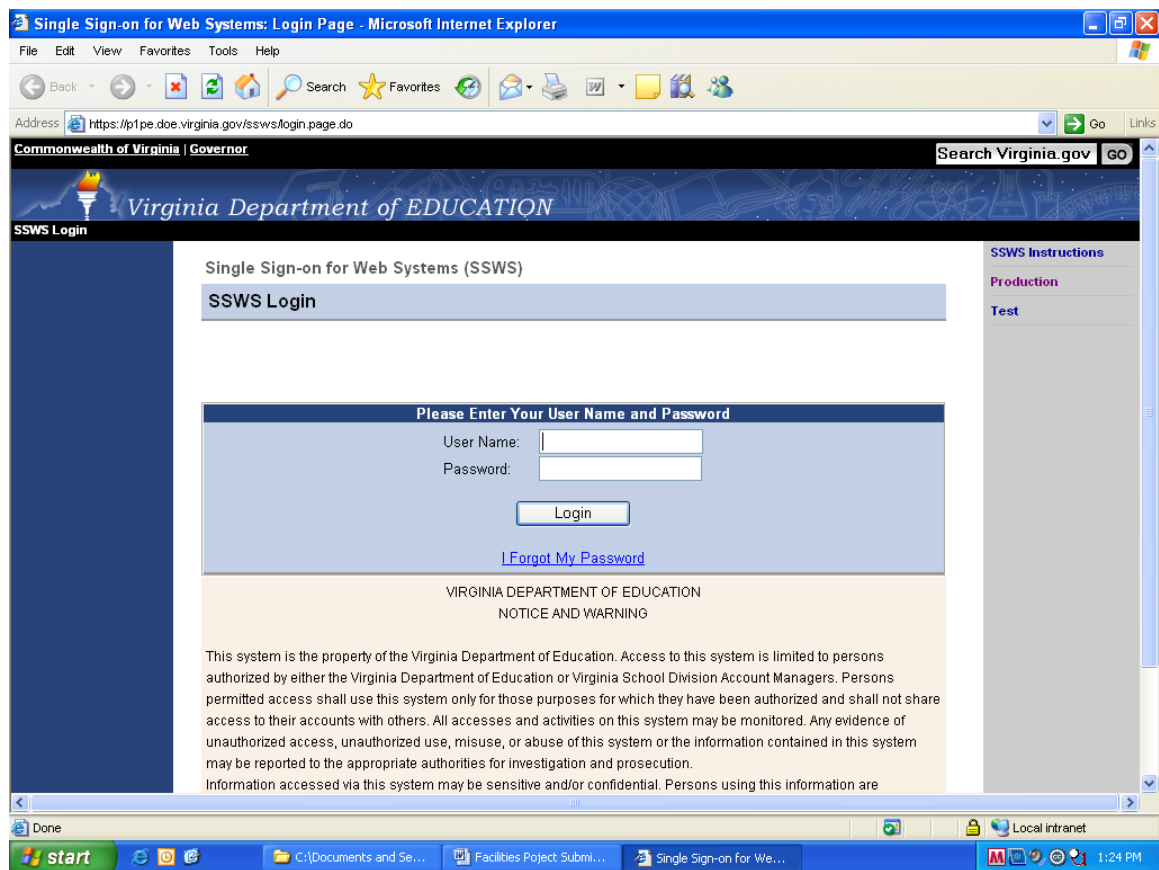 Single Sign-on for Web Systems: Login Page - Microsoft Internet Explorer
File Edit View Favorites Tools Help
Back Search Favorites
Address https://p1pe.doe.virginia.gov/ssws/login.page.do Go Links
Commonwealth of Virginia | Governor Search Virginia.gov GO
Virginia Department of EDUCATION
SSWS Login
SSWS Instructions
Production
Test
Single Sign-on for Web Systems (SSWS)
SSWS Login
Please Enter Your User Name and Password
User Name:
Password:
Login
I Forgot My Password
VIRGINIA DEPARTMENT OF EDUCATION
NOTICE AND WARNING
This system is the property of the Virginia Department of Education. Access to this system is limited to persons
authorized by either the Virginia Department of Education or Virginia School Division Account Managers. Persons
permitted access shall use this system only for those purposes for which they have been authorized and shall not share
access to their accounts with others. All accesses and activities on this system may be monitored. Any evidence of
unauthorized access, unauthorized use, misuse, or abuse of this system or the information contained in this system
may be reported to the appropriate authorities for investigation and prosecution.
Information accessed via this system may be sensitive and/or confidential. Persons using this information are
Done Local intranet
start C:\Documents and Se... Facilities Poject Submi... Single Sign-on for We... 1:24 PM